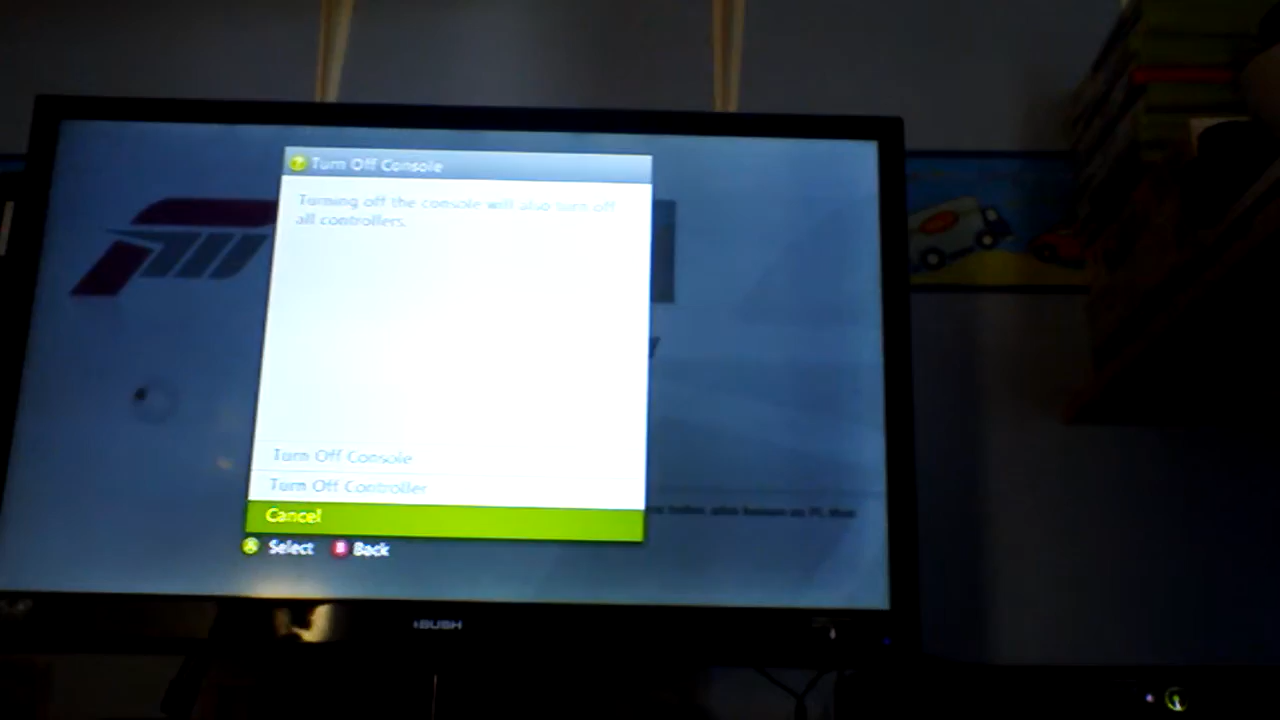 Turn Off Console
Turning off the console will also turn off
all controllers.
Turn Off Console
Turn Off Controller
Cancel
A Select B Back
BUSH